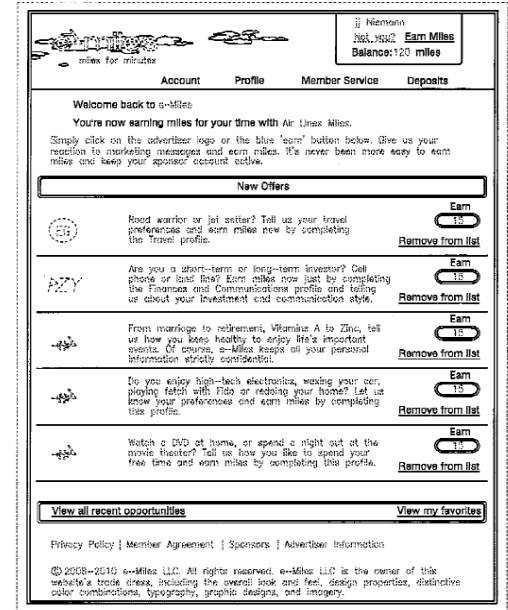 jj Niemann
Not you? Earn Miles
Balance:120 miles
miles for minutes
Account Profile Member Service Deposits
Welcome back to e-Miles
You're now earning miles for your time with Air Lines Miles.
Simply click on the advertiser logo or the blue 'earn' button below. Give us your
reaction to marketing messages and earn miles. It's never been more easy to earn
miles and keep your sponsor account active.
New Offers
EG
Road warrior or jet setter? Tell us your travel
preferences and earn miles now by completing
the Travel profile.
Earn
15
Remove from list
PZY
Are you a short-term or long-term investor? Cell
phone or land line? Earn miles now just by completing
the Finances and Communications profile and telling
us about your investment and communication style.
Earn
15
Remove from list
From marriage to retirement, Vitamins A to Zinc, tell
us how you keep healthy to enjoy life's important
events. Of course, e-Miles keeps all your personal
information strictly confidential.
Earn
15
Remove from list
Do you enjoy high-tech electronics, waxing your car,
playing fetch with Fido or redoing your home? Let us
know your preferences and earn miles by completing
this profile.
Earn
15
Remove from list
Watch a DVD at home, or spend a night out at the
movie theater? Tell us how you like to spend your
free time and earn miles by completing this profile.
Earn
15
Remove from list
View all recent opportunities View my favorites
Privacy Policy | Member Agreement | Sponsors | Advertiser Information
© 2008-2010 e-Miles LLC. All rights reserved. e-Miles LLC is the owner of this
website's trade dress, including the overall look and feel, design properties, distinctive
color combinations, typography, graphic designs, and imagery.